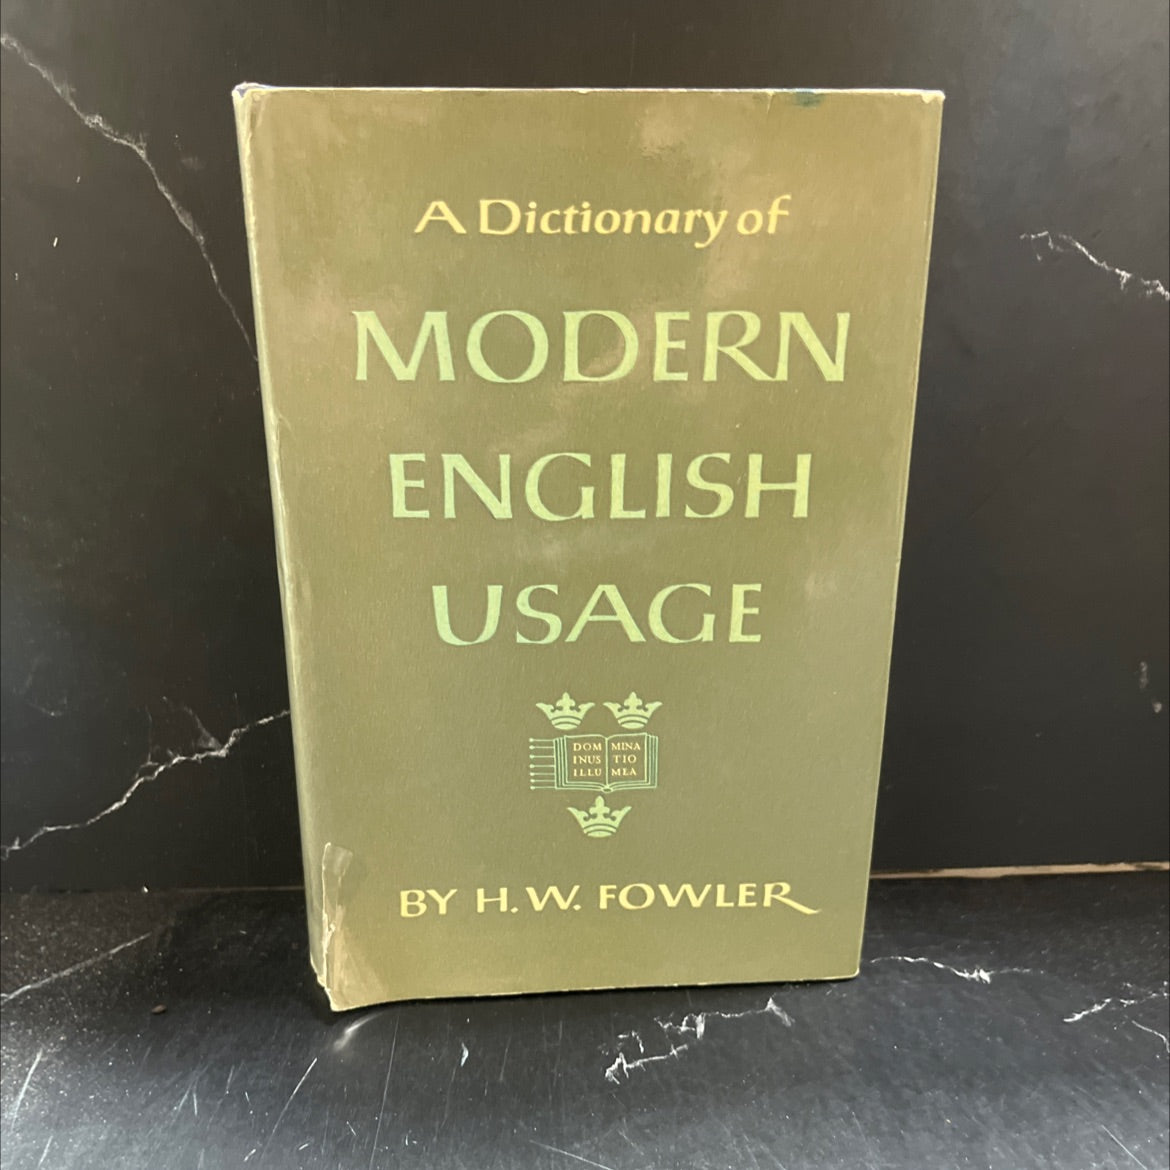 A Dictionary of
MODERN
ENGLISH
USAGE
DOM MINA
INUS TIO
ILLU MEA
BY H. W. FOWLER